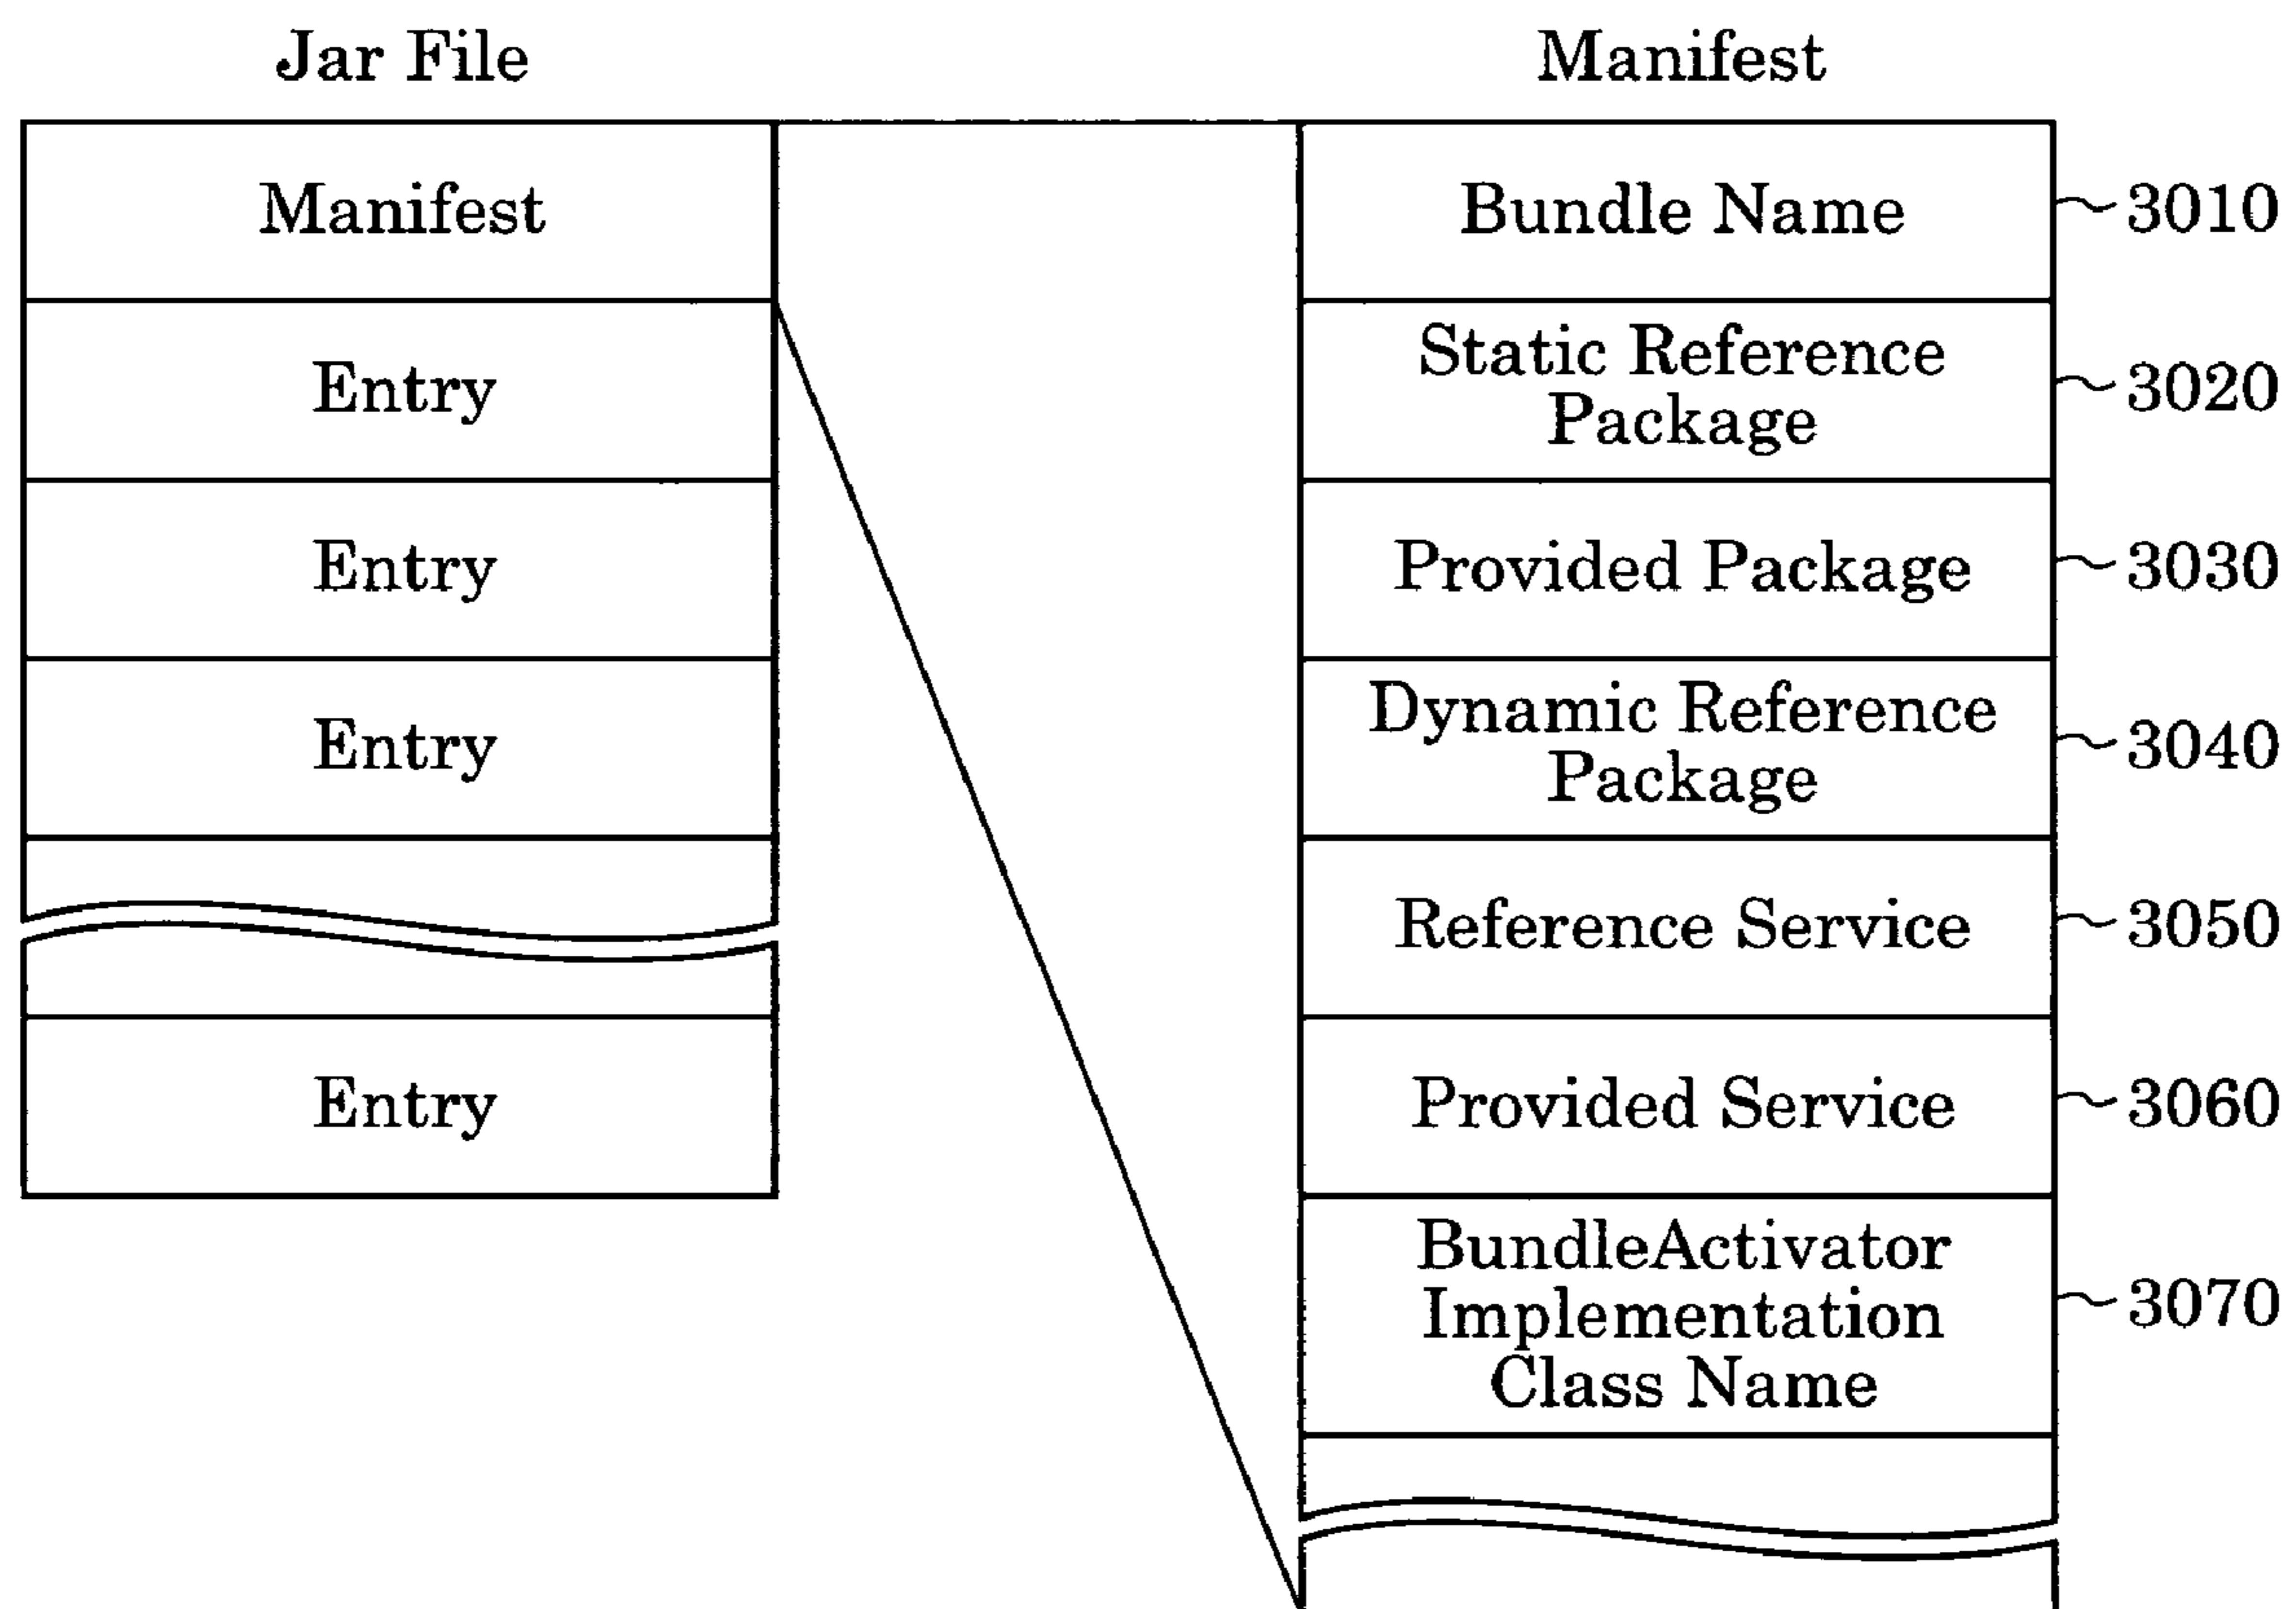 Jar File
Manifest
Entry
Entry
Entry
Entry
Manifest
Bundle Name
3010
Static Reference
Package
3020
Provided Package
3030
Dynamic Reference
Package
3040
Reference Service
3050
Provided Service
3060
BundleActivator
Implementation
Class Name
3070